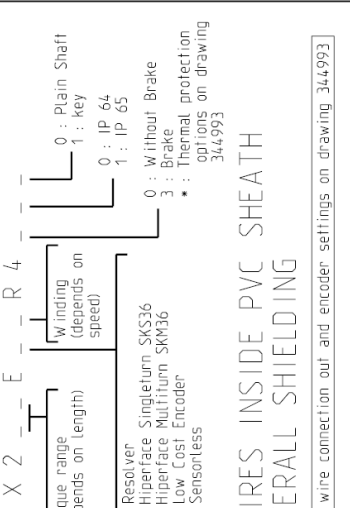 X 2 _ _ E _ _ R 4 _ _ _
0 : Plain Shaft
1 : key
0 : IP 64
1 : IP 65
0 : Without Brake
3 : Brake
* : Thermal protection
options on drawing
344993
Winding
(depends on
speed)
que range
pends on length)
Resolver
Hiperface Singleturn SKS36
Hiperface Multiturn SKM36
Low Cost Encoder
Sensorless
IRES INSIDE PVC SHEATH
ERALL SHIELDING
wire connection out and encoder settings on drawing 344993